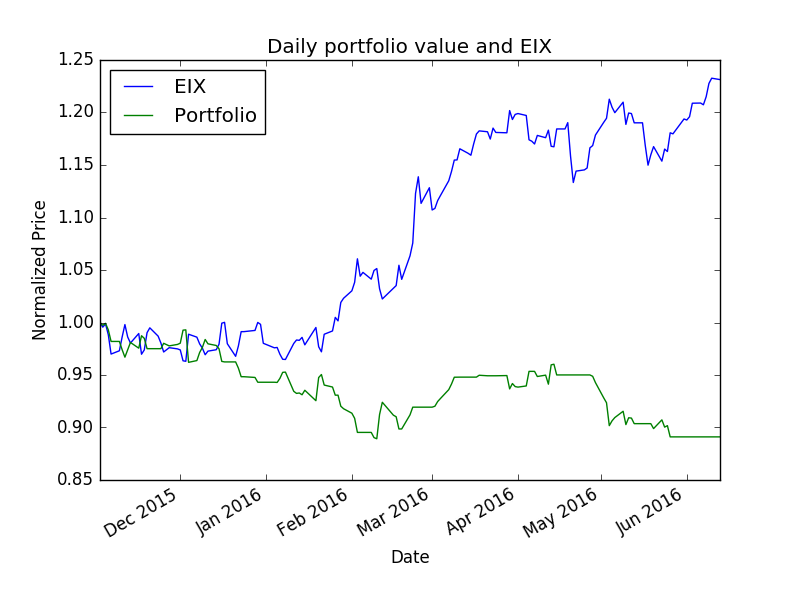 Daily portfolio value and EIX
EIX
Portfolio
1.25
1.20
1.15
1.10
1.05
1.00
0.95
0.90
0.85
Normalized Price
Dec 2015
Jan 2016
Feb 2016
Mar 2016
Apr 2016
May 2016
Jun 2016
Date